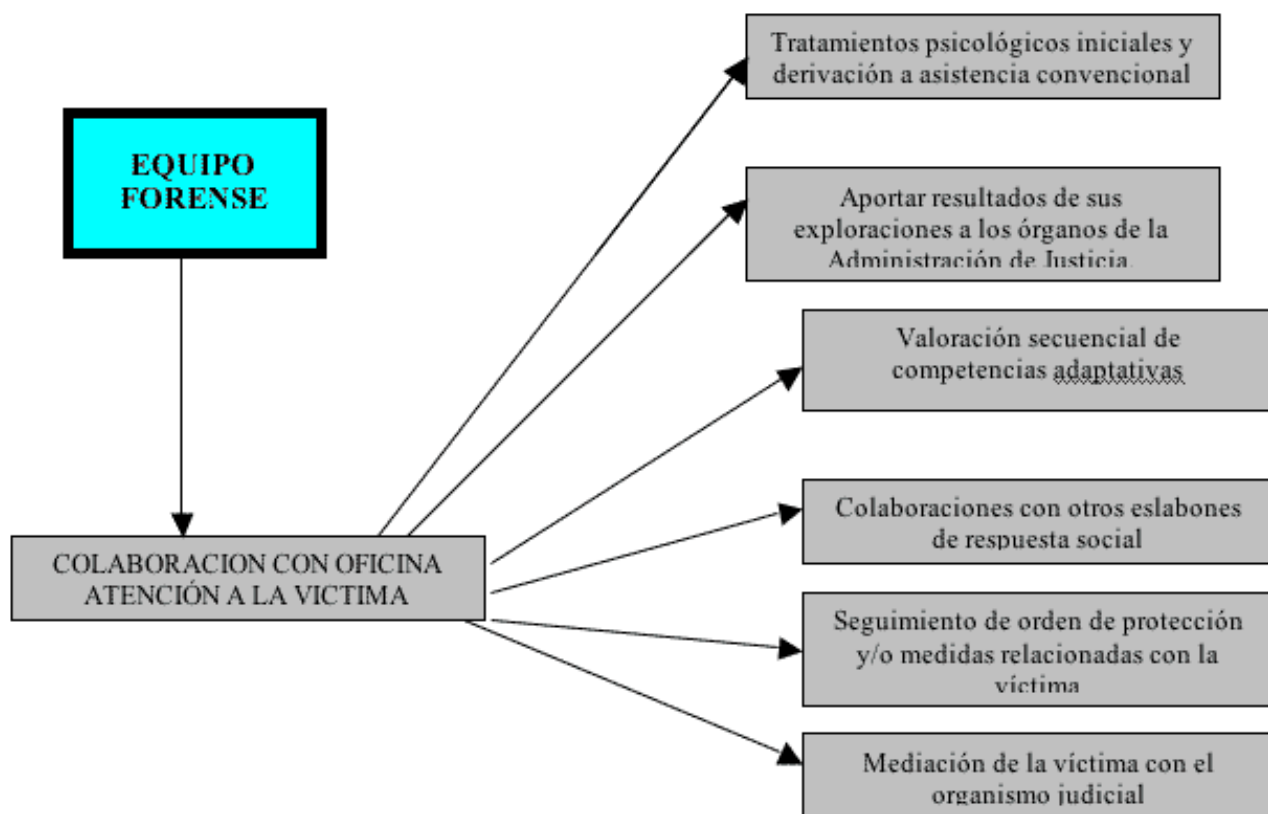 Tratamientos psicológicos iniciales y
derivación a asistencia convencional
EQUIPO
FORENSE
Aportar resultados de sus
exploraciones a los órganos de la
Administración de Justicia.
Valoración secuencial de
competencias adaptativas
Colaboraciones con otros eslabones
de respuesta social
COLABORACION CON OFICINA
ATENCIÓN A LA VICTIMA
Seguimiento de orden de protección
y/o medidas relacionadas con la
víctima
Mediación de la víctima con el
organismo judicial